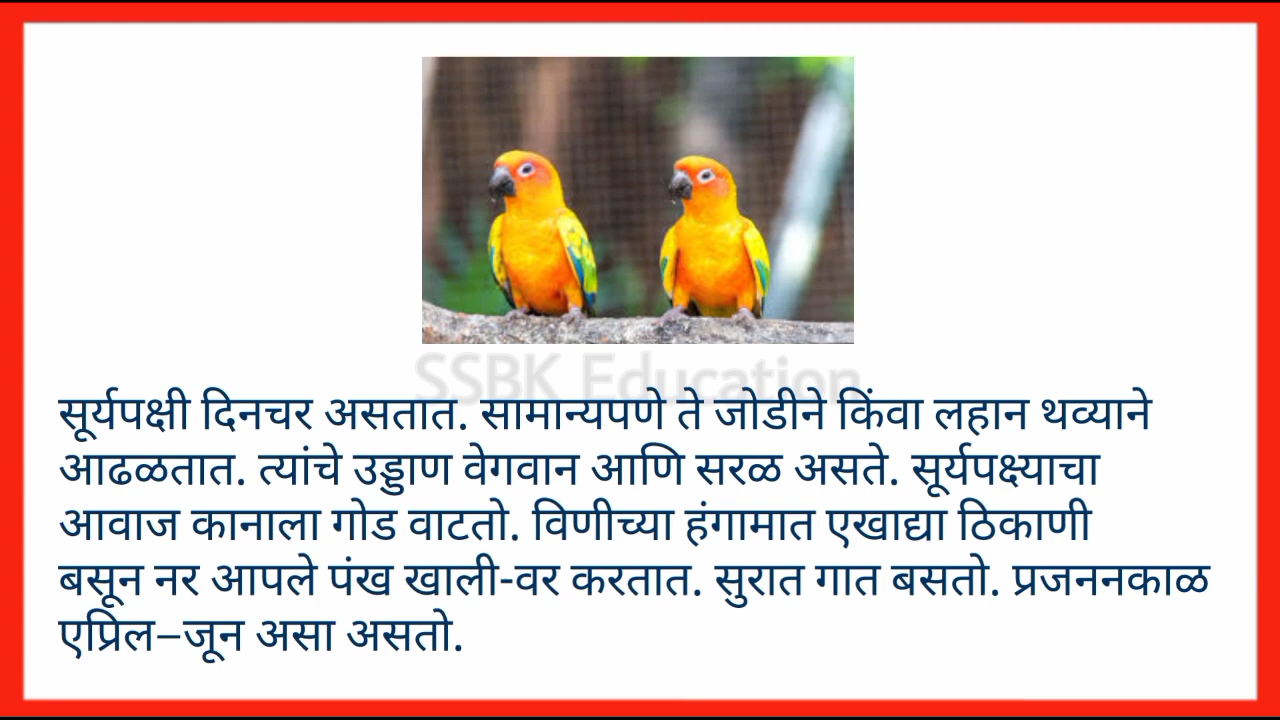 SSBK Education
सूर्यपक्षी दिनचर असतात. सामान्यपणे ते जोडीने किंवा लहान थव्याने
आढळतात. त्यांचे उड्डाण वेगवान आणि सरळ असते. सूर्यपक्ष्याचा
आवाज कानाला गोड वाटतो. विणीच्या हंगामात एखाद्या ठिकाणी
बसून नर आपले पंख खाली-वर करतात. सुरात गात बसतो. प्रजननकाळ
एप्रिल–जून असा असतो.